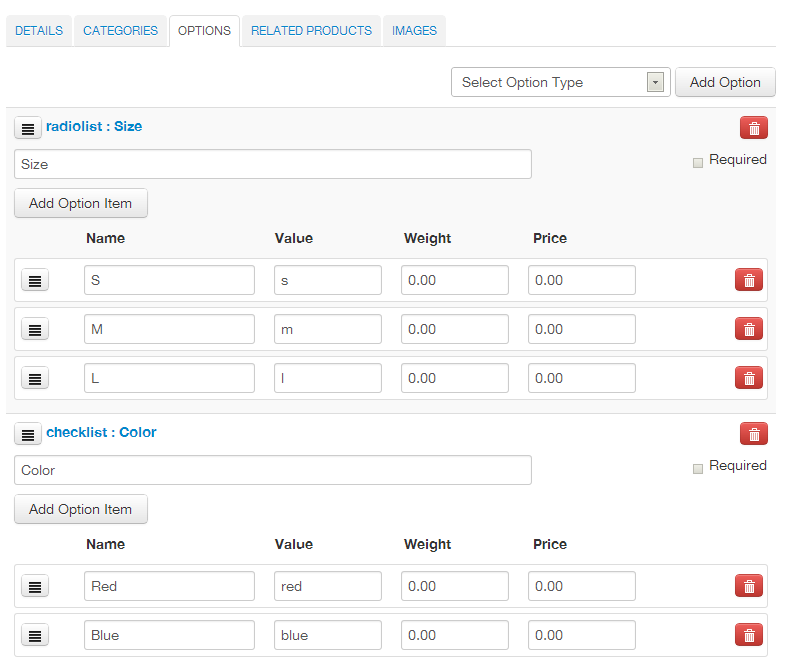 DETAILS CATEGORIES OPTIONS RELATED PRODUCTS IMAGES
Select Option Type Add Option
radiolist : Size
Size Required
Add Option Item
Name Value Weight Price
S s 0.00 0.00
M m 0.00 0.00
L l 0.00 0.00
checklist : Color
Color Required
Add Option Item
Name Value Weight Price
Red red 0.00 0.00
Blue blue 0.00 0.00